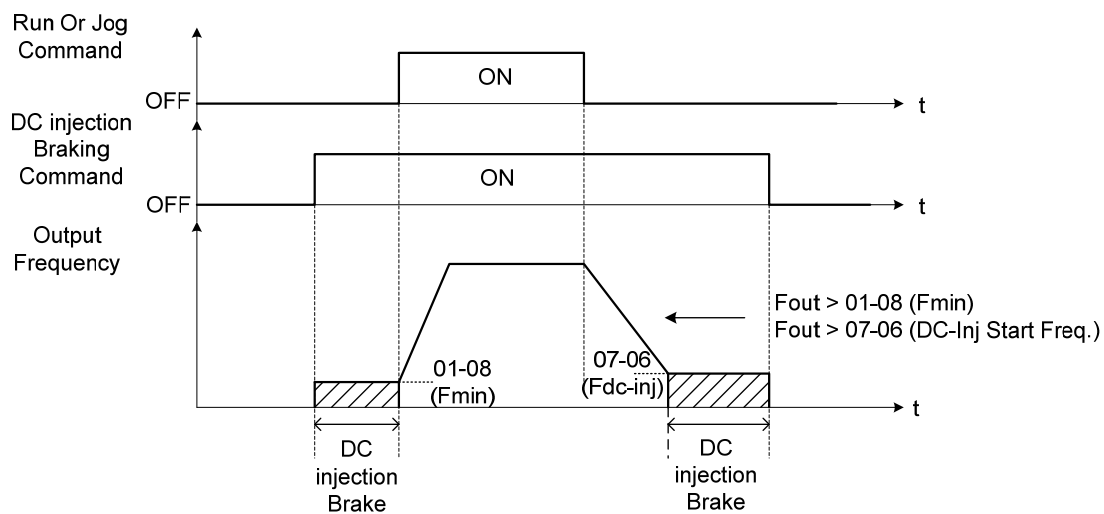 Run Or Jog
Command
ON
OFF
t
DC injection
Braking
Command
ON
OFF
t
Output
Frequency
Fout > 01-08 (Fmin)
Fout > 07-06 (DC-Inj Start Freq.)
01-08
(Fmin)
07-06
(Fdc-inj)
t
DC
injection
Brake
DC
injection
Brake